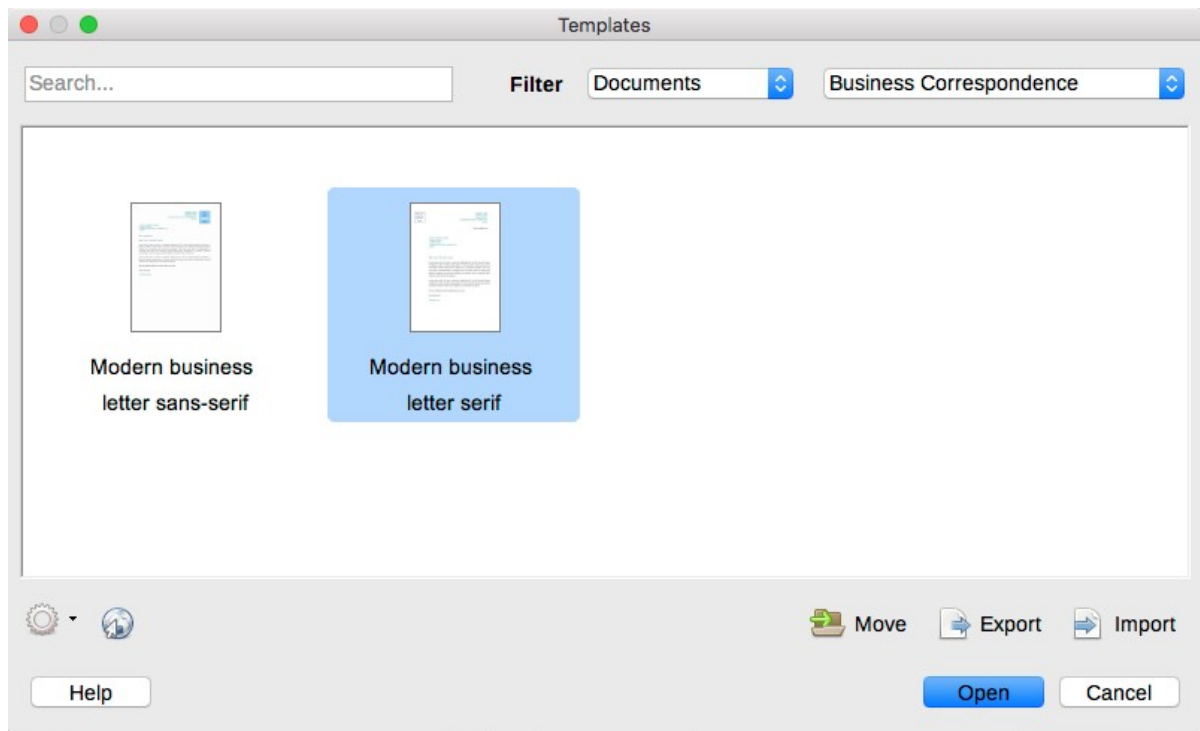 Templates
Search...
Filter
Documents
Business Correspondence
Modern business
letter sans-serif
Modern business
letter serif
Move
Export
Import
Help
Open
Cancel